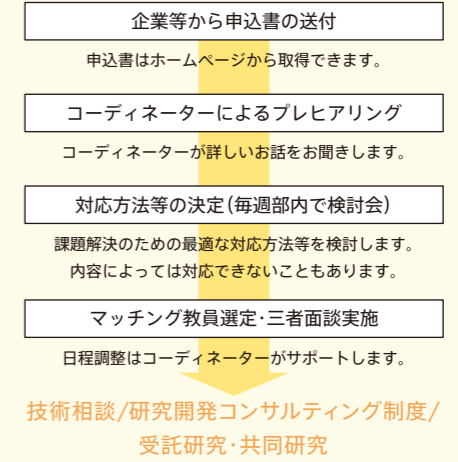 企業等から申込書の送付
申込書はホームページから取得できます。
コーディネーターによるプレヒアリング
コーディネーターが詳しいお話をお聞きします。
対応方法等の決定(毎週部内で検討会)
課題解決のための最適な対応方法等を検討します。
内容によっては対応できないこともあります。
マッチング教員選定·三者面談実施
日程調整はコーディネーターがサポートします。
技術相談/研究開発コンサルティング制度/
受託研究·共同研究